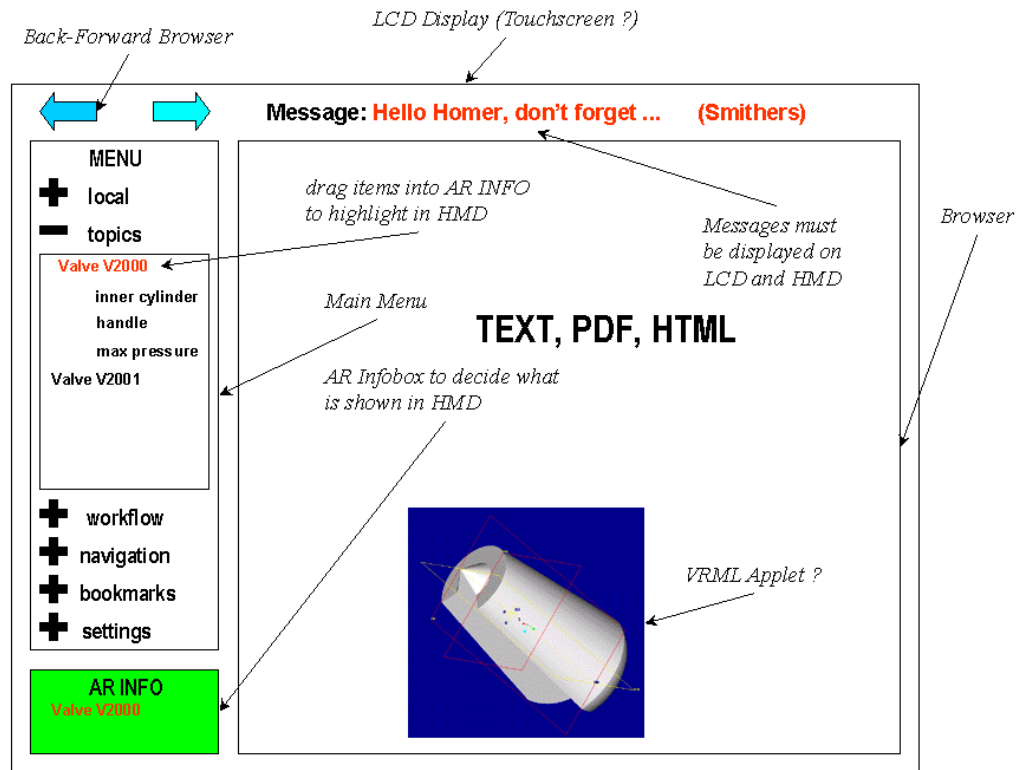 LCD Display (Touchscreen ?)
Back-Forward Browser
Message: Hello Homer, don't forget ... (Smithers)
MENU
local
topics
Valve V2000
inner cylinder
handle
max pressure
Valve V2001
workflow
navigation
bookmarks
settings
AR INFO
Valve V2000
drag items into AR INFO
to highlight in HMD
Messages must
be displayed on
LCD and HMD
Browser
Main Menu
TEXT, PDF, HTML
AR Infobox to decide what
is shown in HMD
VRML Applet ?